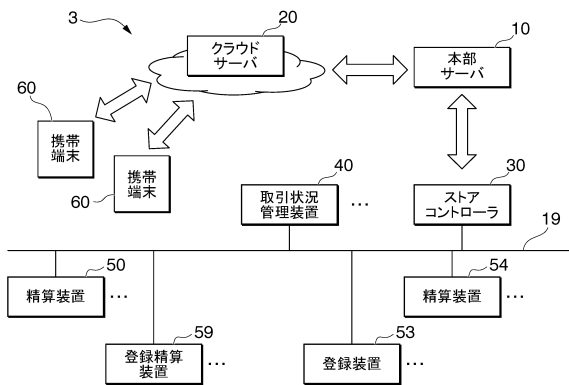 3
20
クラウド
サーバ
10
本部
サーバ
60
携帯
端末
60
携帯
端末
40
取引状況
管理装置
…
30
ストア
コントローラ
19
50
精算装置
…
54
精算装置
…
59
登録精算
装置
…
53
登録装置
…